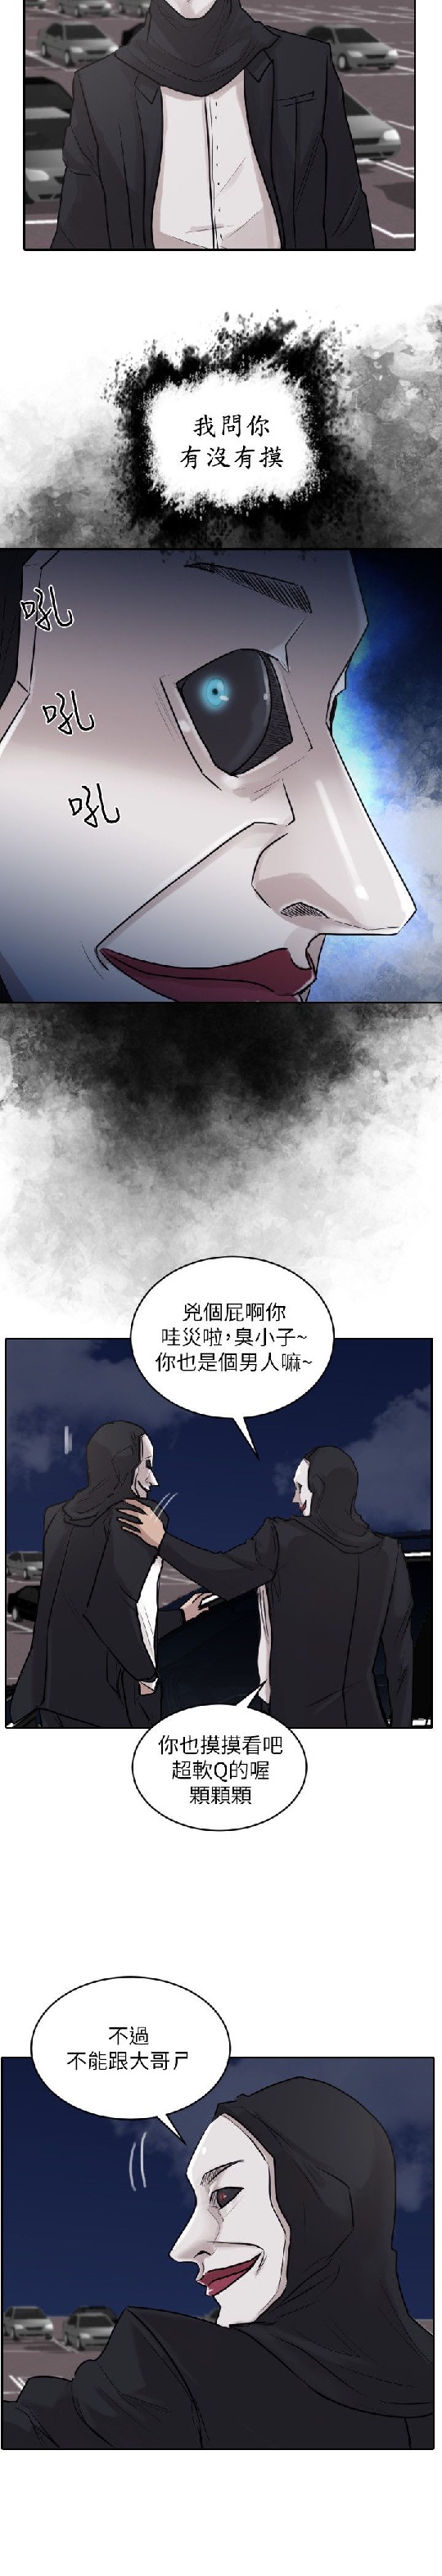 我問你
有沒有摸
吼
吼
吼
兇個屁啊你
哇災啦,臭小子~
你也是個男人嘛~
你也摸摸看吧
超軟Q的喔
顆顆顆
不過
不能跟大哥ㄕ